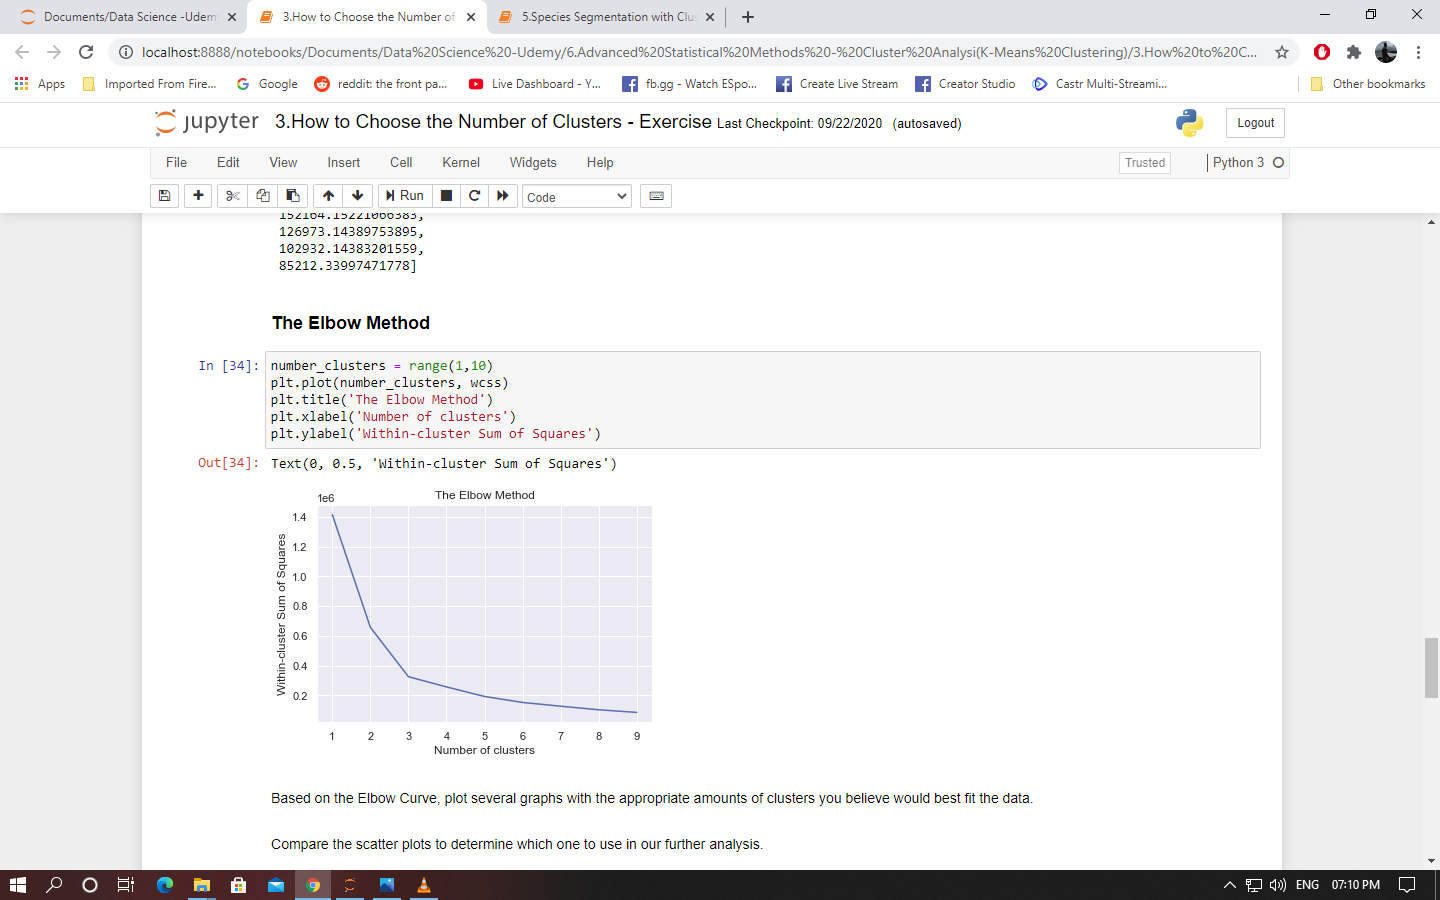 Documents/Data Science -Udem
3.How to Choose the Number of
5.Species Segmentation with Clus
localhost:8888/notebooks/Documents/Data%20Science%20-Udemy/6.Advanced%20Statistical%20Methods%20-%20Cluster%20Analysi(K-Means%20Clustering)/3.How%20to%20C...
Apps
Imported From Fire...
Google
reddit: the front pa...
Live Dashboard - Y...
fb.gg - Watch ESpo...
Create Live Stream
Creator Studio
Castr Multi-Streami...
Other bookmarks
jupyter 3.How to Choose the Number of Clusters - Exercise Last Checkpoint: 09/22/2020 (autosaved)
Logout
File Edit View Insert Cell Kernel Widgets Help
Trusted
Python 3
Run
Code
152164.15221066383,
126973.14389753895,
102932.14383201559,
85212.33997471778]
The Elbow Method
In [34]:
number_clusters = range(1,10)
plt.plot(number_clusters, wcss)
plt.title('The Elbow Method')
plt.xlabel('Number of clusters')
plt.ylabel('Within-cluster Sum of Squares')
Out[34]: Text(0, 0.5, 'Within-cluster Sum of Squares')
The Elbow Method
1e6
1.4
1.2
1.0
0.8
0.6
0.4
0.2
Within-cluster Sum of Squares
1 2 3 4 5 6 7 8 9
Number of clusters
Based on the Elbow Curve, plot several graphs with the appropriate amounts of clusters you believe would best fit the data.
Compare the scatter plots to determine which one to use in our further analysis.
ENG
07:10 PM